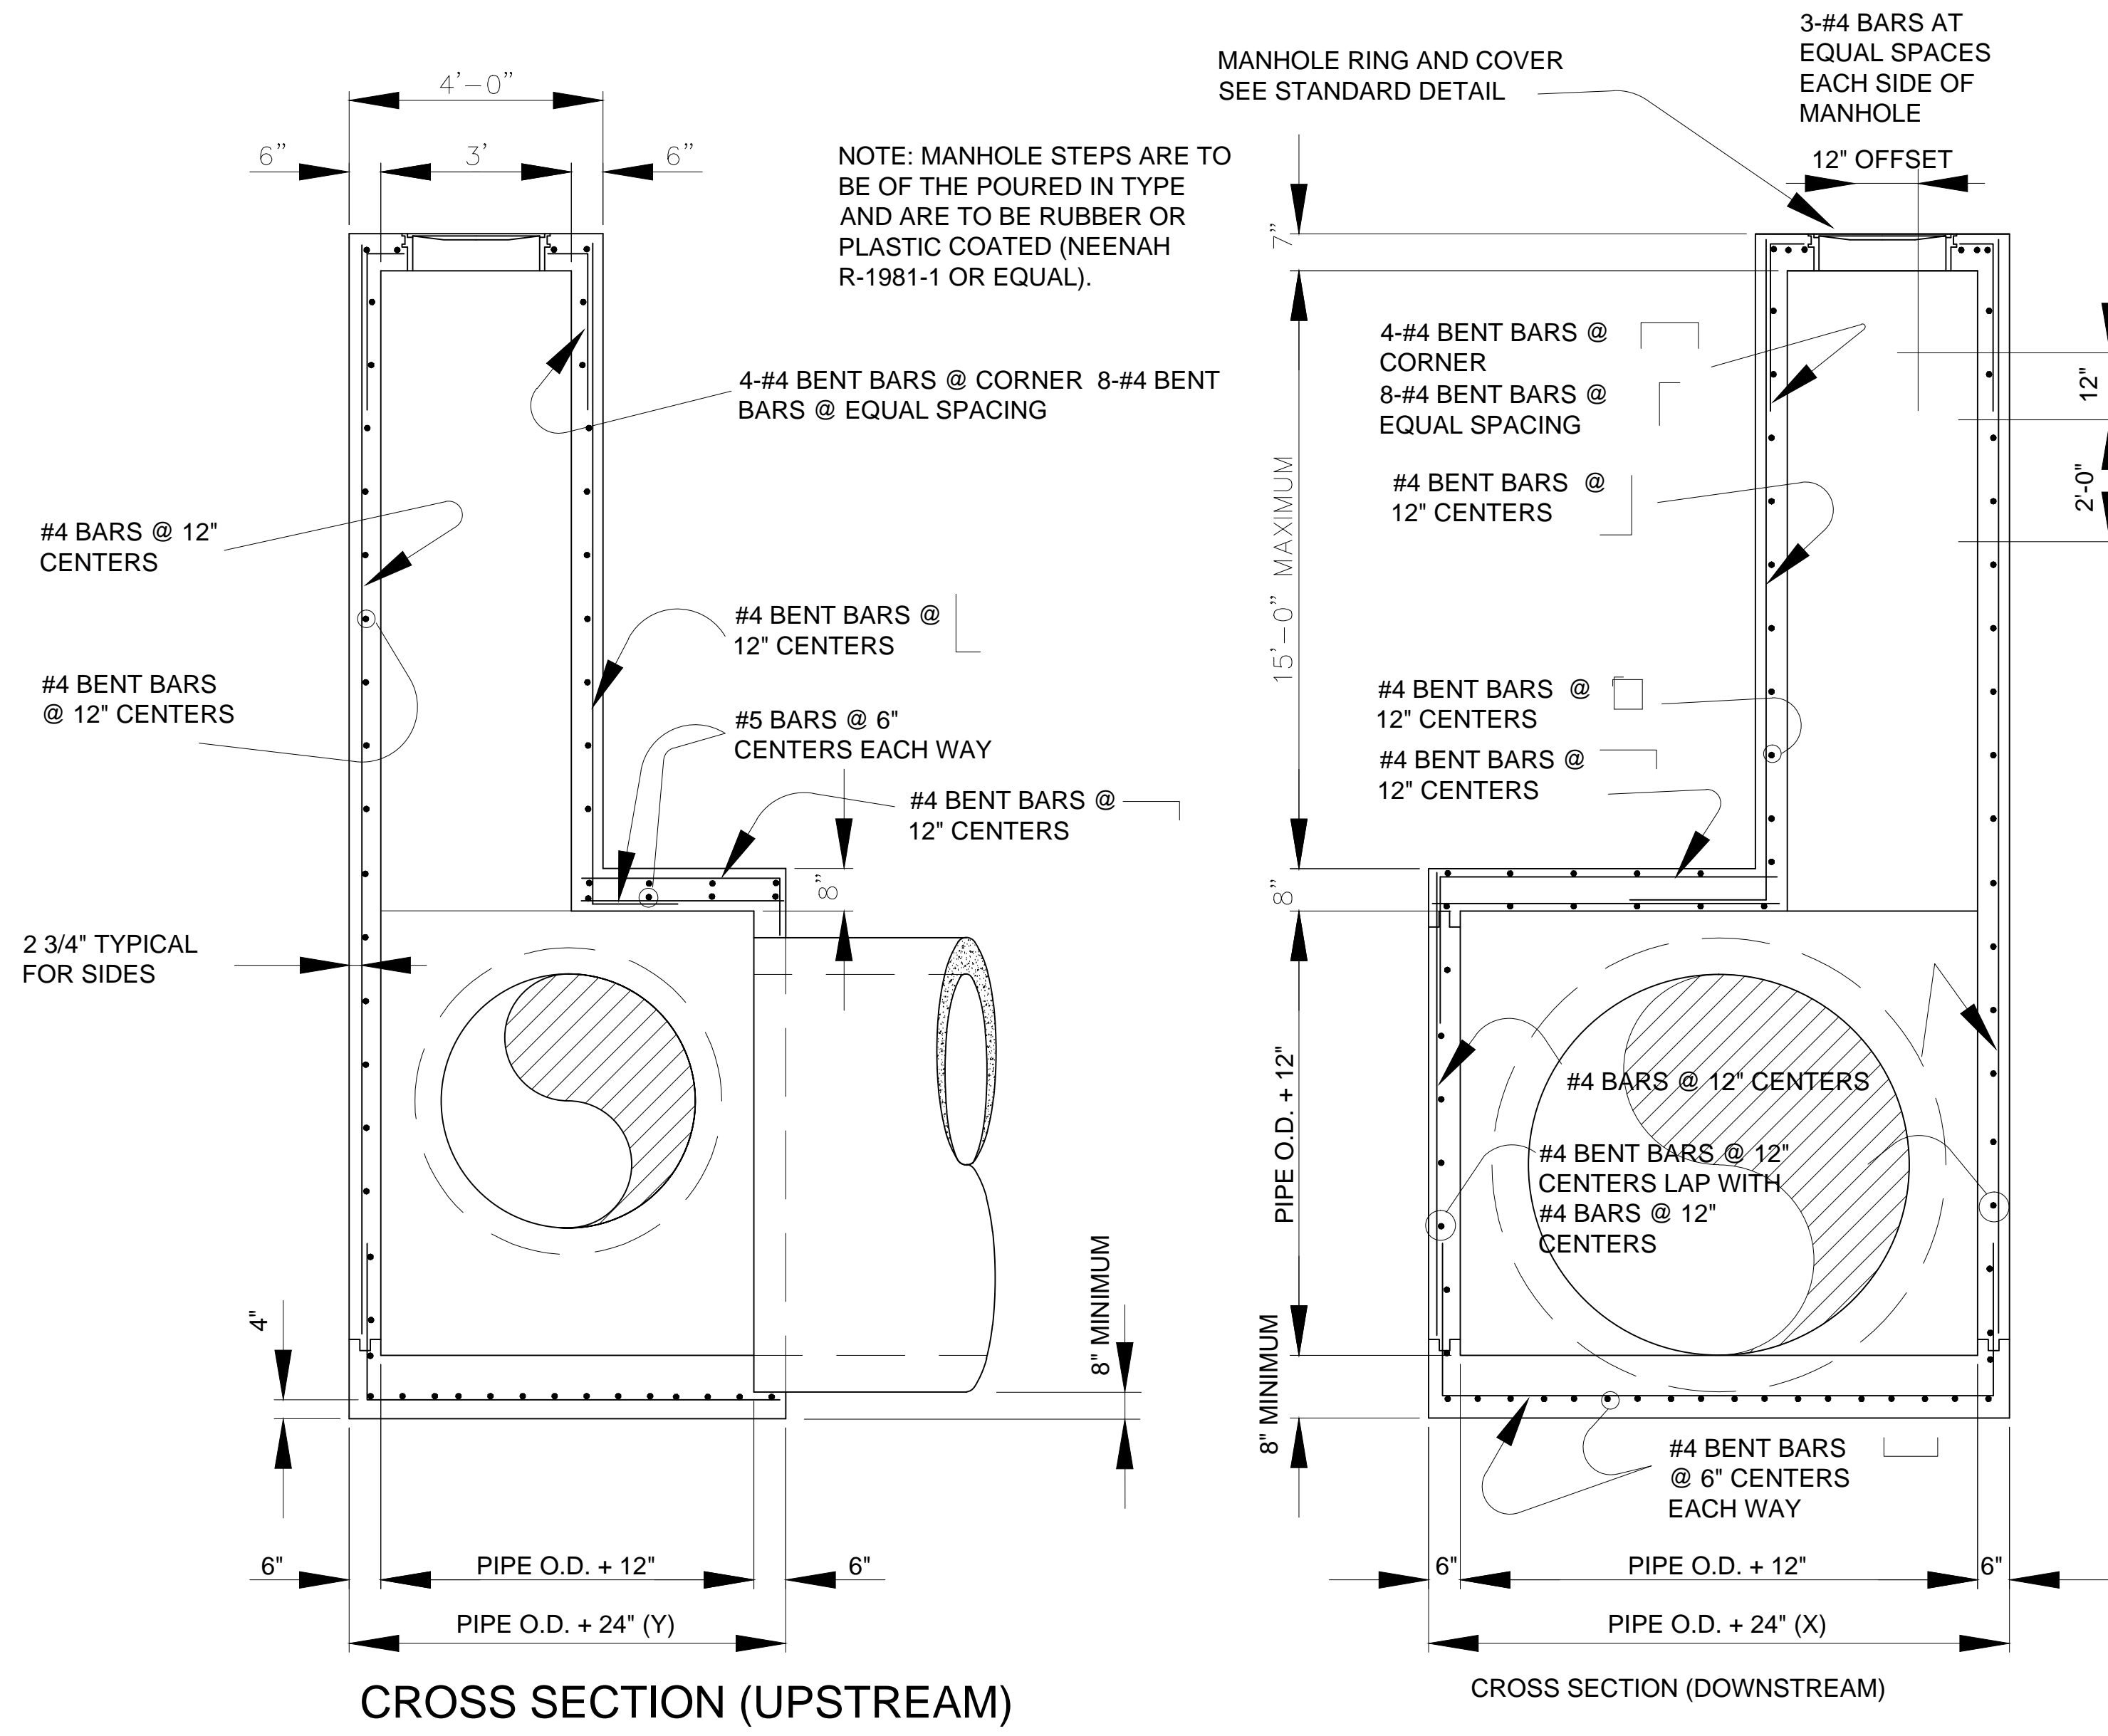 4'-0"
6"
3'
6"
NOTE: MANHOLE STEPS ARE TO
BE OF THE POURED IN TYPE
AND ARE TO BE RUBBER OR
PLASTIC COATED (NEENAH
R-1981-1 OR EQUAL).
4-#4 BENT BARS @ CORNER 8-#4 BENT
BARS @ EQUAL SPACING
#4 BARS @ 12"
CENTERS
#4 BENT BARS @
12" CENTERS
#4 BENT BARS
@ 12" CENTERS
#5 BARS @ 6"
CENTERS EACH WAY
#4 BENT BARS @
12" CENTERS
8"
2 3/4" TYPICAL
FOR SIDES
4"
8" MINIMUM
6"
PIPE O.D. + 12"
6"
PIPE O.D. + 24" (Y)
CROSS SECTION (UPSTREAM)
MANHOLE RING AND COVER
SEE STANDARD DETAIL
3-#4 BARS AT
EQUAL SPACES
EACH SIDE OF
MANHOLE
12" OFFSET
7"
4-#4 BENT BARS @
CORNER
8-#4 BENT BARS @
EQUAL SPACING
12"
2'-0"
#4 BENT BARS @
12" CENTERS
15'-0" MAXIMUM
#4 BENT BARS @
12" CENTERS
#4 BENT BARS @
12" CENTERS
8"
PIPE O.D. + 12"
#4 BARS @ 12" CENTERS
#4 BENT BARS @ 12"
CENTERS LAP WITH
#4 BARS @ 12"
CENTERS
8" MINIMUM
#4 BENT BARS
@ 6" CENTERS
EACH WAY
6"
PIPE O.D. + 12"
6"
PIPE O.D. + 24" (X)
CROSS SECTION (DOWNSTREAM)